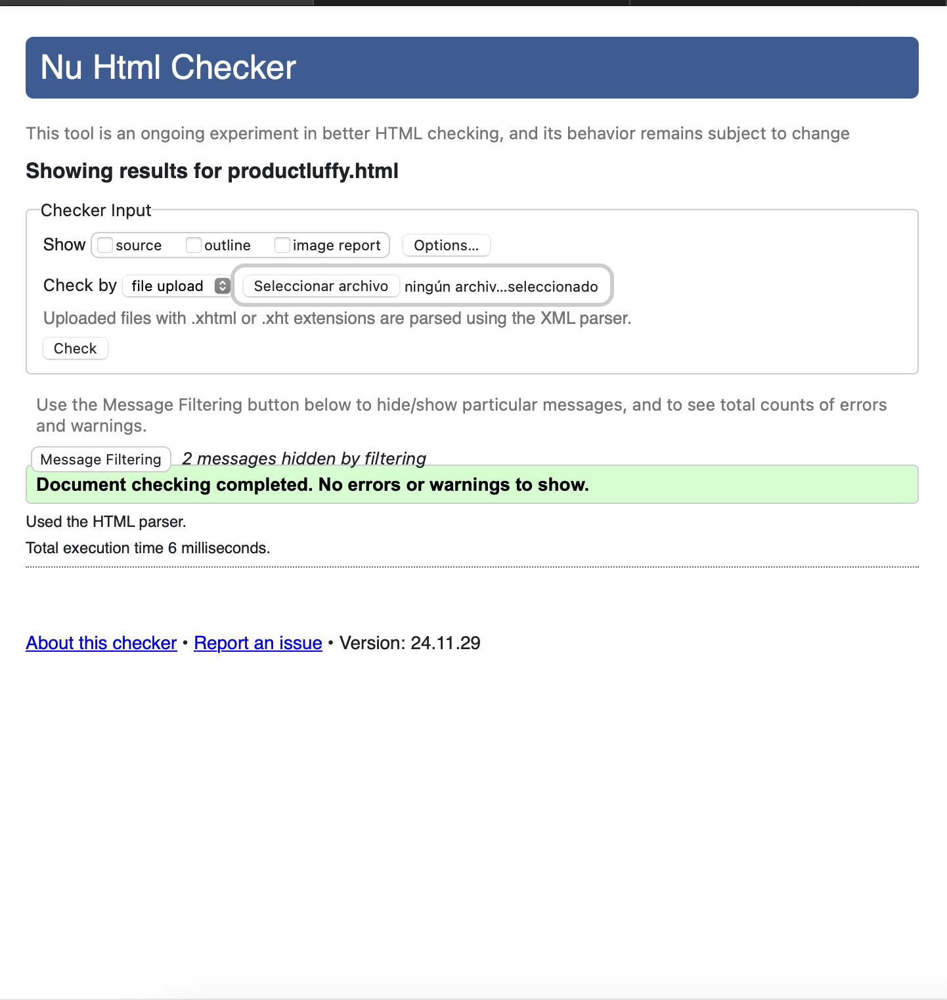 Nu Html Checker
This tool is an ongoing experiment in better HTML checking, and its behavior remains subject to change
Showing results for productluffy.html
Checker Input
Show source outline image report Options...
Check by file upload Seleccionar archivo ningún archiv...seleccionado
Uploaded files with .xhtml or .xht extensions are parsed using the XML parser.
Check
Use the Message Filtering button below to hide/show particular messages, and to see total counts of errors
and warnings.
Message Filtering 2 messages hidden by filtering
Document checking completed. No errors or warnings to show.
Used the HTML parser.
Total execution time 6 milliseconds.
About this checker • Report an issue • Version: 24.11.29